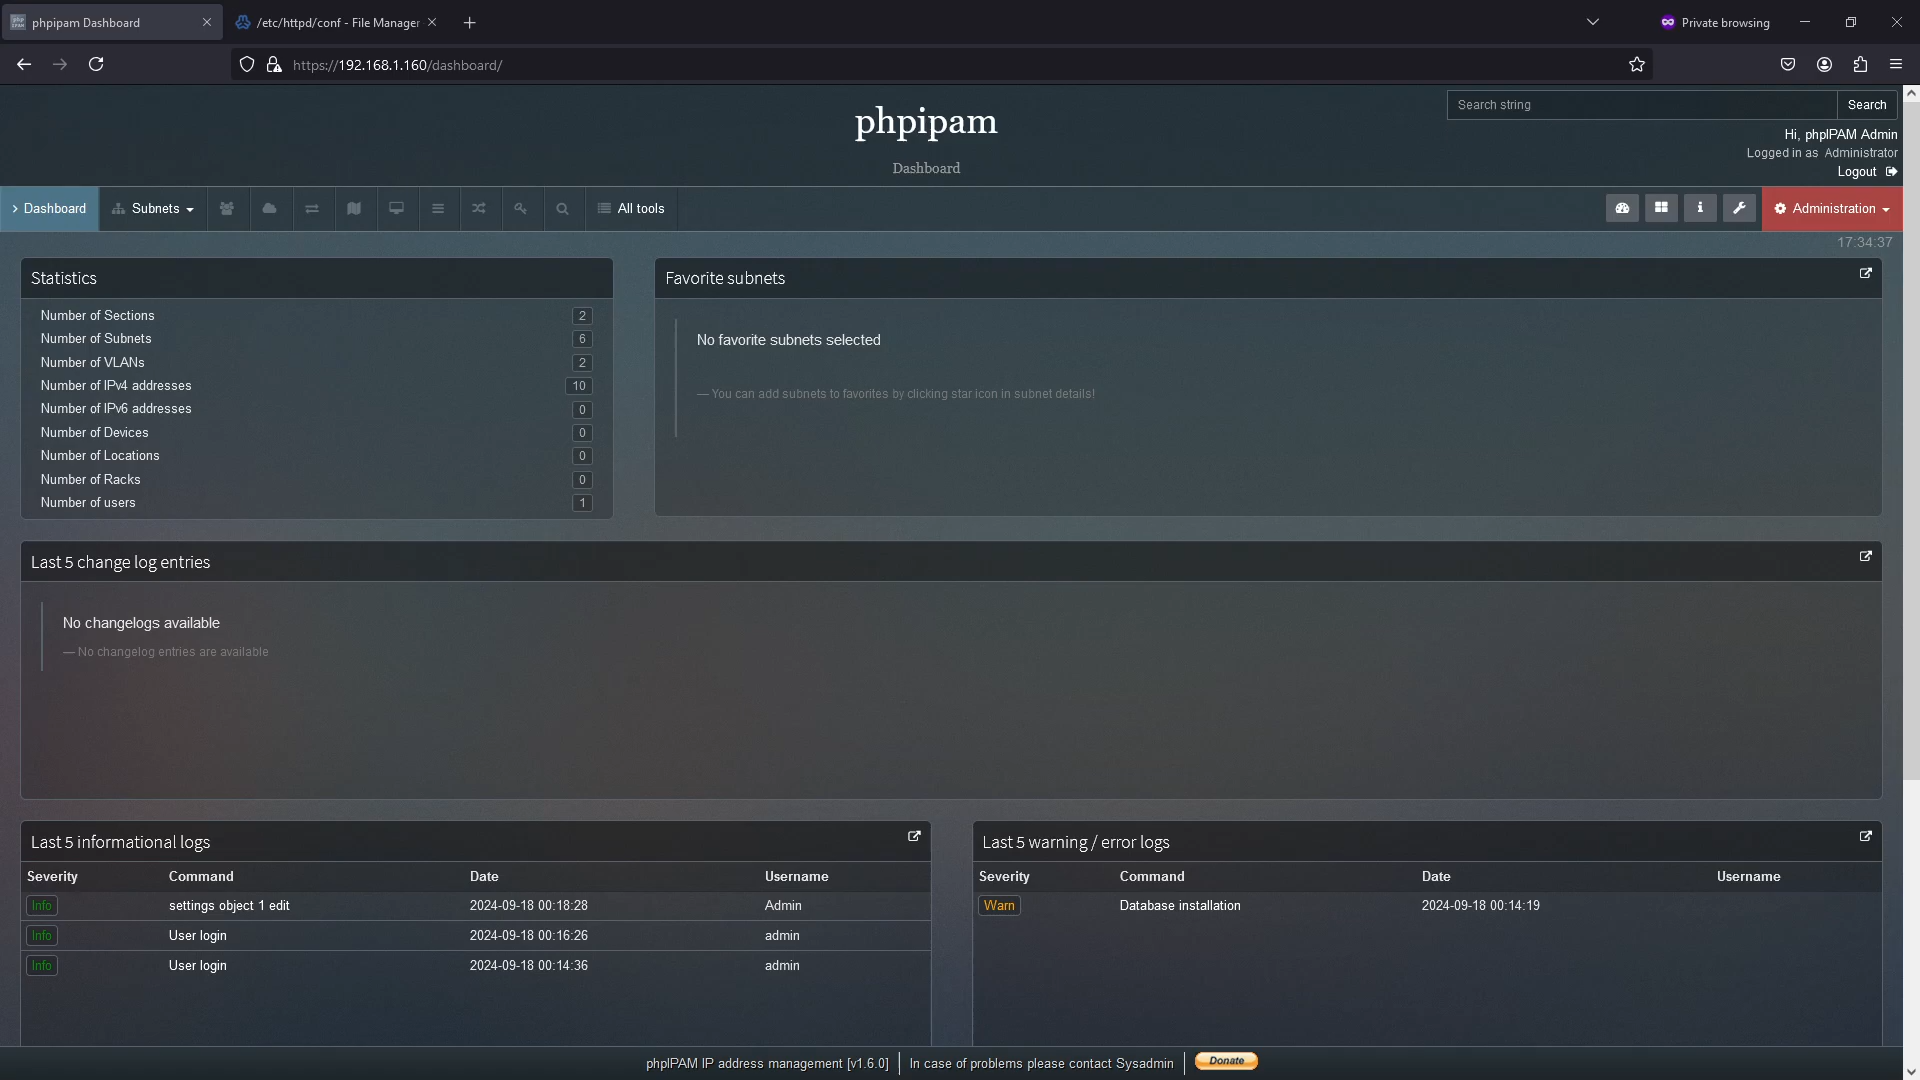 phpipam Dashboard
/etc/httpd/conf - File Manager
Private browsing
https://192.168.1.160/dashboard/
phpipam
Dashboard
Search string
Search
Hi, phpIPAM Admin
Logged in as Administrator
Logout
Dashboard
Subnets
All tools
Administration
17:34:37
Statistics
Number of Sections 2
Number of Subnets 6
Number of VLANs 2
Number of IPv4 addresses 10
Number of IPv6 addresses 0
Number of Devices 0
Number of Locations 0
Number of Racks 0
Number of users 1
Favorite subnets
No favorite subnets selected
— You can add subnets to favorites by clicking star icon in subnet details!
Last 5 change log entries
No changelogs available
— No changelog entries are available
Last 5 informational logs
Severity Command Date Username
Info settings object 1 edit 2024-09-18 00:18:28 Admin
Info User login 2024-09-18 00:16:26 admin
Info User login 2024-09-18 00:14:36 admin
Last 5 warning / error logs
Severity Command Date Username
Warn Database installation 2024-09-18 00:14:19
phpIPAM IP address management [v1.6.0]
In case of problems please contact Sysadmin
Donate